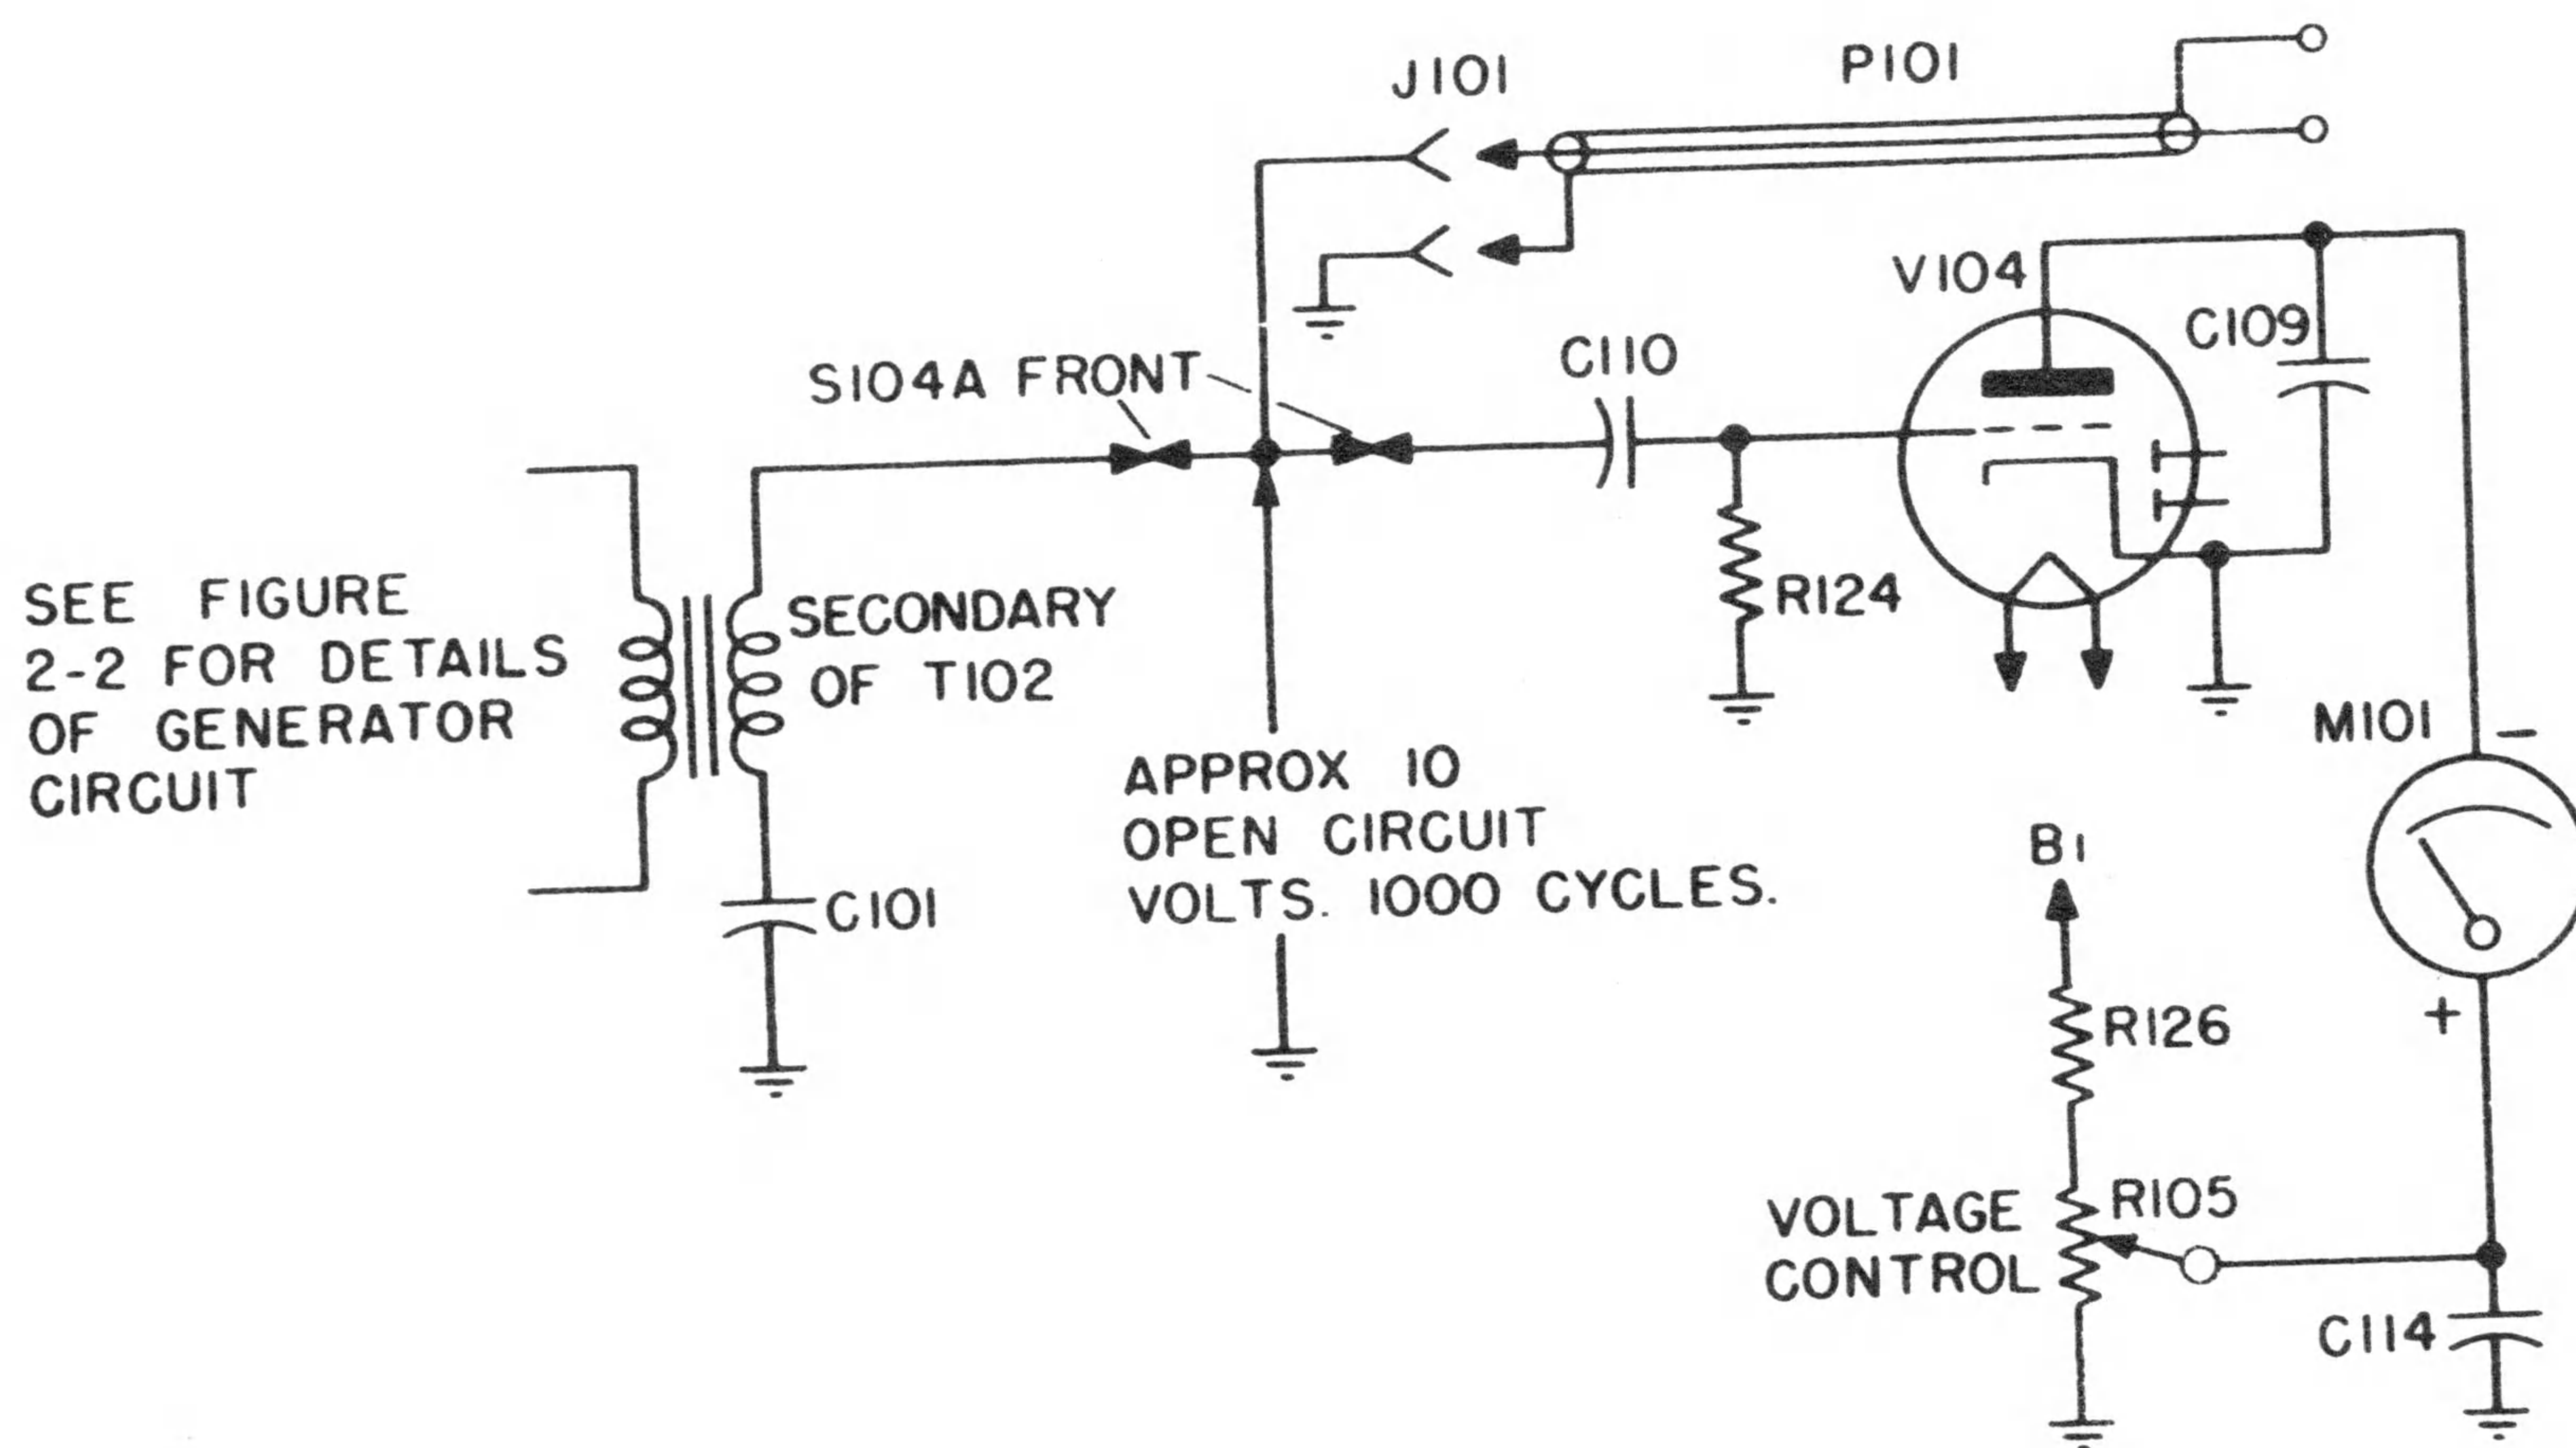 J101
P101
V104
C109
S104A FRONT
C110
R124
SEE FIGURE
2-2 FOR DETAILS
OF GENERATOR
CIRCUIT
SECONDARY
OF T102
C101
APPROX 10
OPEN CIRCUIT
VOLTS. 1000 CYCLES.
M101
−
+
B1
R126
R105
VOLTAGE
CONTROL
C114